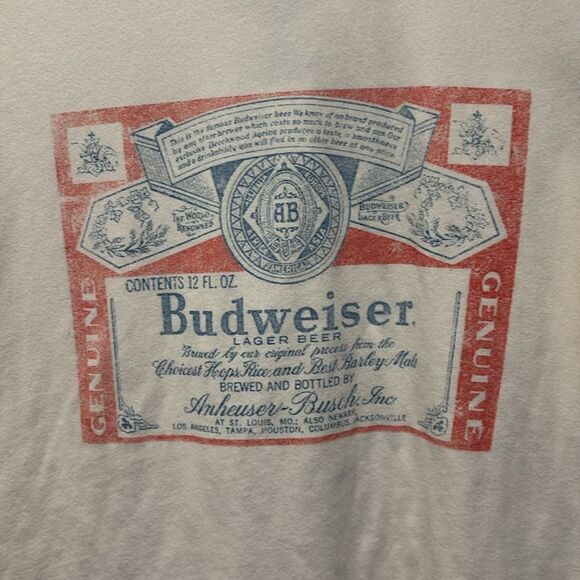 This is the famous Budweiser beer. We know of no brand produced
by any other brewer which costs so much to brew and age. Our
exclusive Beechwood Ageing produces a taste, a smoothness
and a drinkability you will find in no other beer at any price.
THE WORLD
RENOWNED
AB
BUDWEISER
LAGER BEER
AMERICA
CONTENTS 12 FL. OZ.
Budweiser
LAGER BEER
Brewed by our original process from the
Choicest Hops, Rice and Best Barley Malt
BREWED AND BOTTLED BY
Anheuser-Busch, Inc.
AT ST. LOUIS, MO.; ALSO NEWARK,
LOS ANGELES, TAMPA, HOUSTON, COLUMBUS, JACKSONVILLE
GENUINE
GENUINE